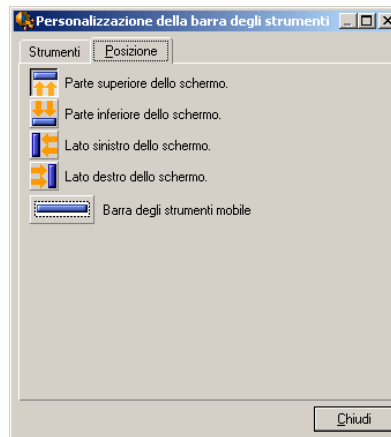 Personalizzazione della barra degli strumenti
Strumenti Posizione
Parte superiore dello schermo.
Parte inferiore dello schermo.
Lato sinistro dello schermo.
Lato destro dello schermo.
Barra degli strumenti mobile
Chiudi